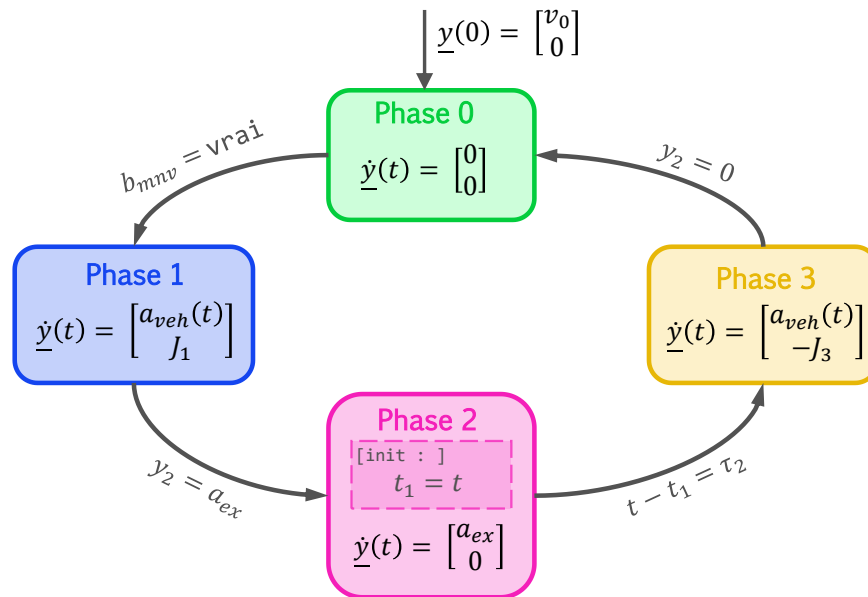 y(0) = [v₀ 0]
Phase 0
ẏ(t) = [0 0]
b_mnv = vrai
y₂ = 0
Phase 1
ẏ(t) = [a_veh(t) J₁]
Phase 3
ẏ(t) = [a_veh(t) −J₃]
Phase 2
[init : ]
t₁ = t
ẏ(t) = [a_ex 0]
y₂ = a_ex
t − t₁ = τ₂